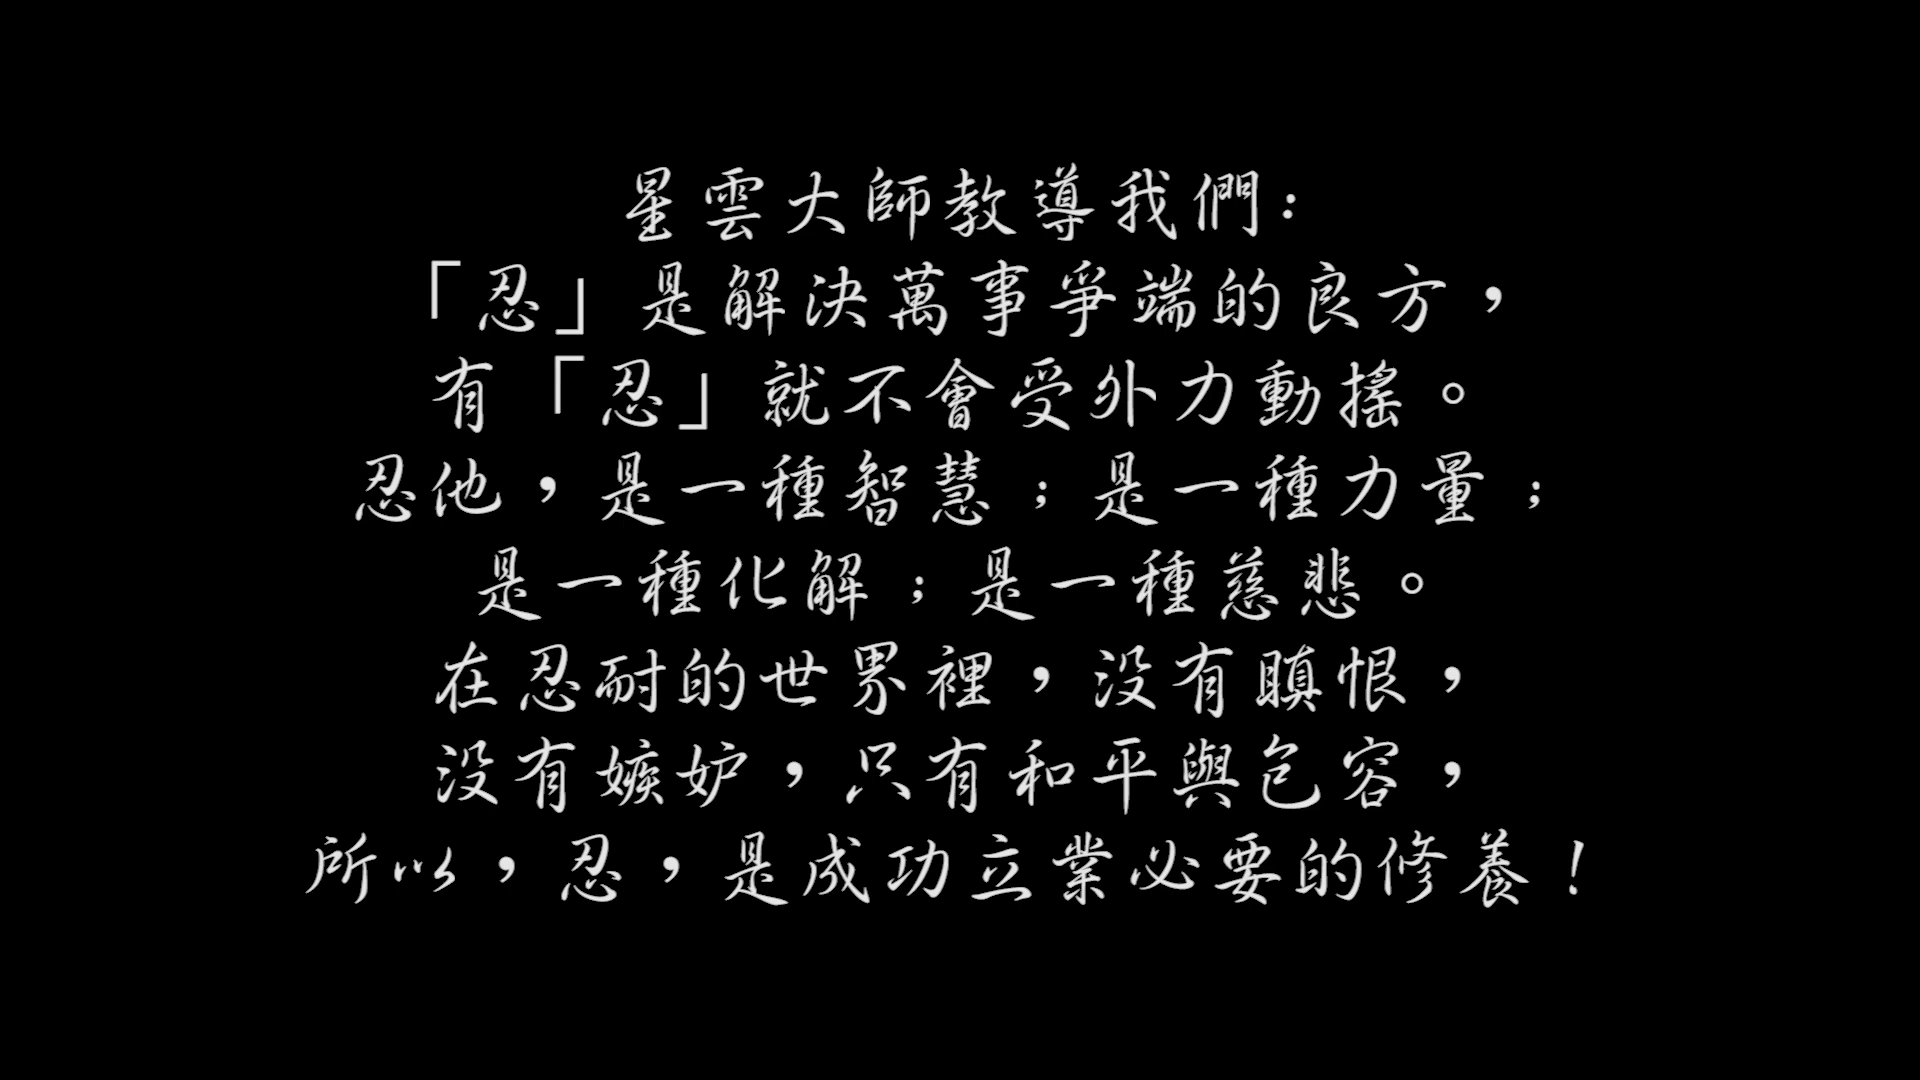 星雲大師教導我們:
「忍」是解決萬事爭端的良方，
有「忍」就不會受外力動搖。
忍他，是一種智慧；是一種力量；
是一種化解；是一種慈悲。
在忍耐的世界裡，没有瞋恨，
没有嫉妒，只有和平與包容，
所以，忍，是成功立業必要的修養！